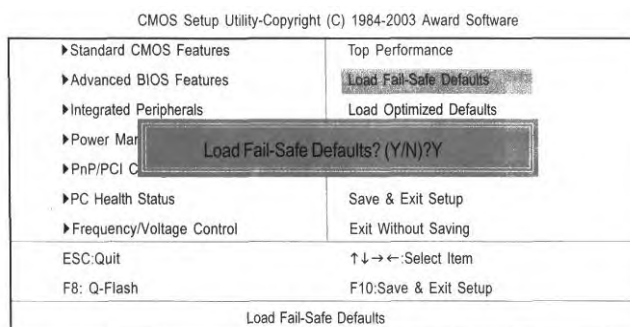 CMOS Setup Utility-Copyright (C) 1984-2003 Award Software
▶Standard CMOS Features
Top Performance
▶Advanced BIOS Features
Load Fail-Safe Defaults
▶Integrated Peripherals
Load Optimized Defaults
▶Power Mar
Load Fail-Safe Defaults? (Y/N)?Y
▶PnP/PCI C
▶PC Health Status
Save & Exit Setup
▶Frequency/Voltage Control
Exit Without Saving
ESC:Quit
↑↓→←:Select Item
F8: Q-Flash
F10:Save & Exit Setup
Load Fail-Safe Defaults